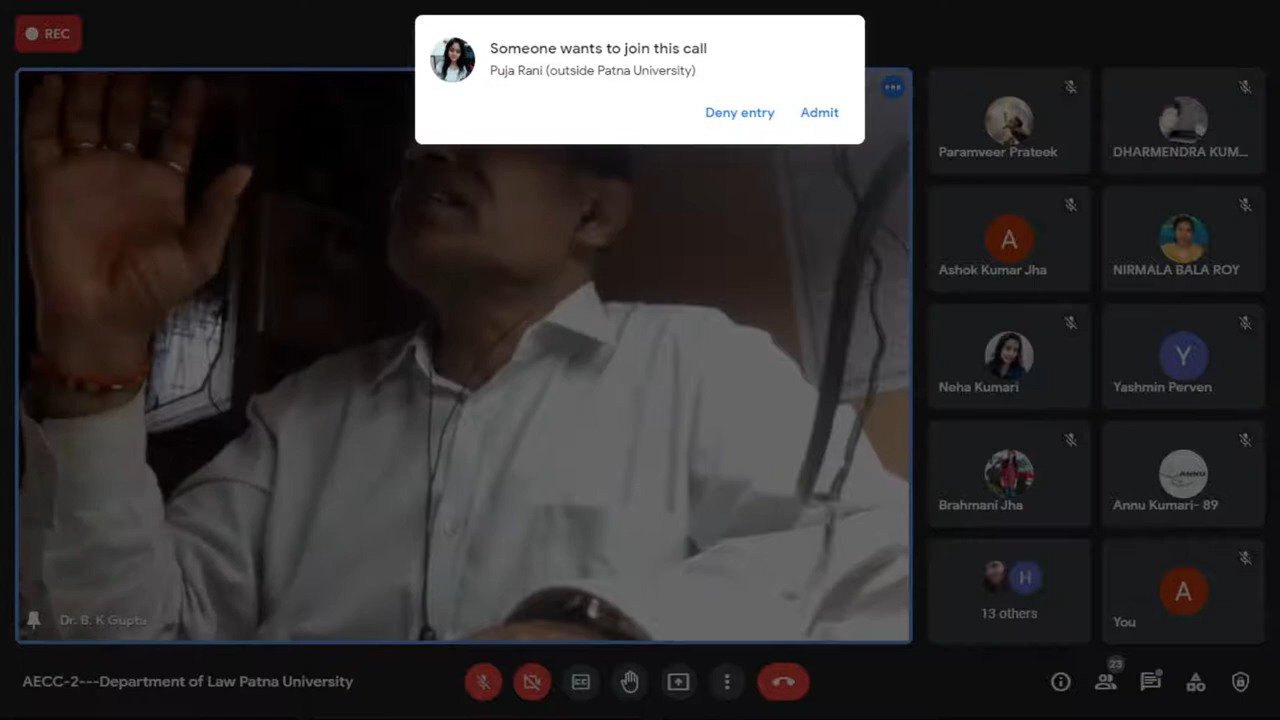 REC
Someone wants to join this call
Puja Rani (outside Patna University)
Deny entry
Admit
Paramveer Prateek
DHARMENDRA KUM...
A
Ashok Kumar Jha
NIRMALA BALA ROY
Neha Kumari
Y
Yashmin Perven
Brahmani Jha
ANNU
Annu Kumari- 89
H
13 others
A
You
Dr. B. K Gupta
AECC-2---Department of Law Patna University
CC
23